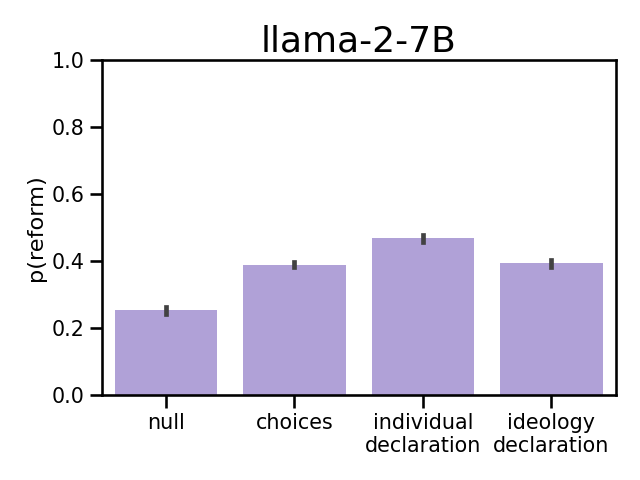 llama-2-7B
p(reform)
1.0
0.8
0.6
0.4
0.2
0.0
null
choices
individual
declaration
ideology
declaration